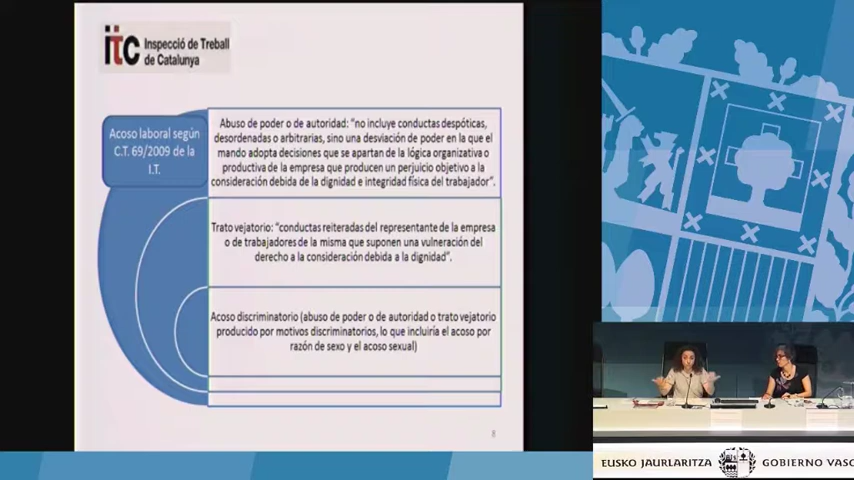 itc Inspecció de Treball
de Catalunya
Acoso laboral según
C.T. 69/2009 de la
I.T.
Abuso de poder o de autoridad: “no incluye conductas despóticas,
desordenadas o arbitrarias, sino una desviación de poder en la que el
mando adopta decisiones que se apartan de la lógica organizativa o
productiva de la empresa que producen un perjuicio objetivo a la
consideración debida de la dignidad e integridad física del trabajador”.
Trato vejatorio: “conductas reiteradas del representante de la empresa
o de trabajadores de la misma que suponen una vulneración del
derecho a la consideración debida a la dignidad”.
Acoso discriminatorio (abuso de poder o de autoridad o trato vejatorio
producido por motivos discriminatorios, lo que incluiría el acoso por
razón de sexo y el acoso sexual)
8
EUSKO JAURLARITZA GOBIERNO VASC